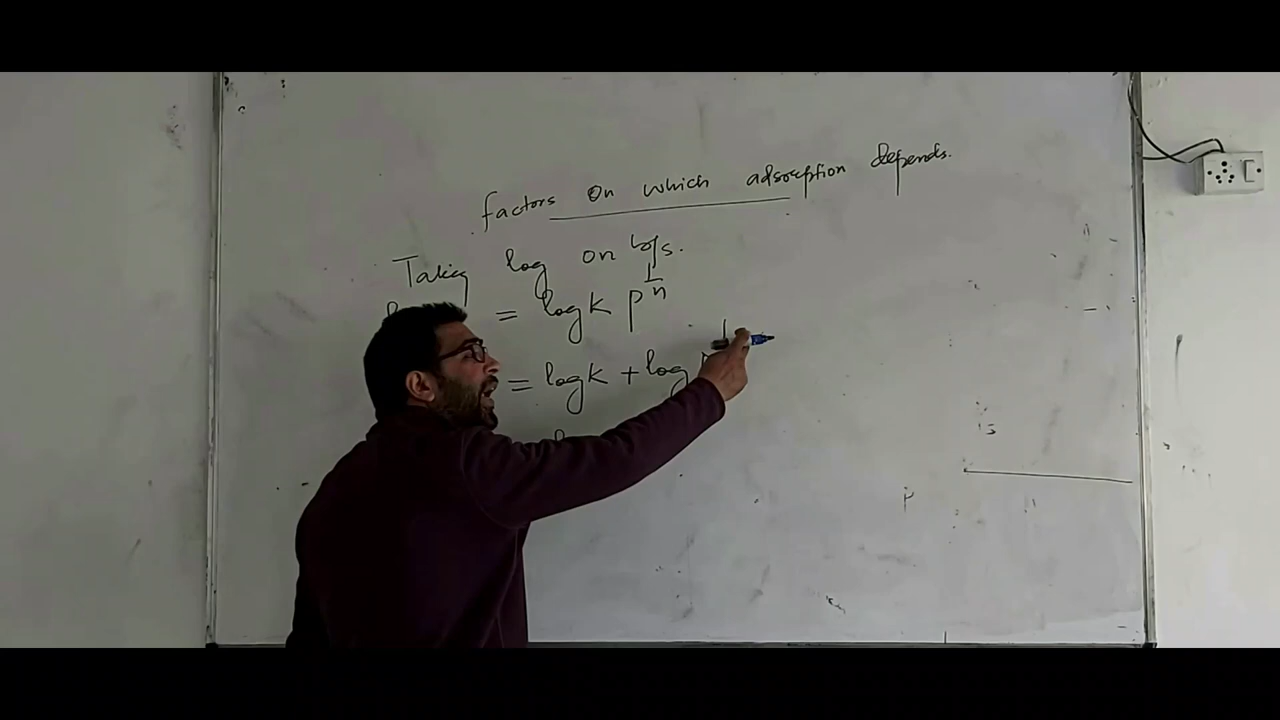 factors on which adsorption depends.
Taking log on b/s.
= log k p^1/n
= log k + log